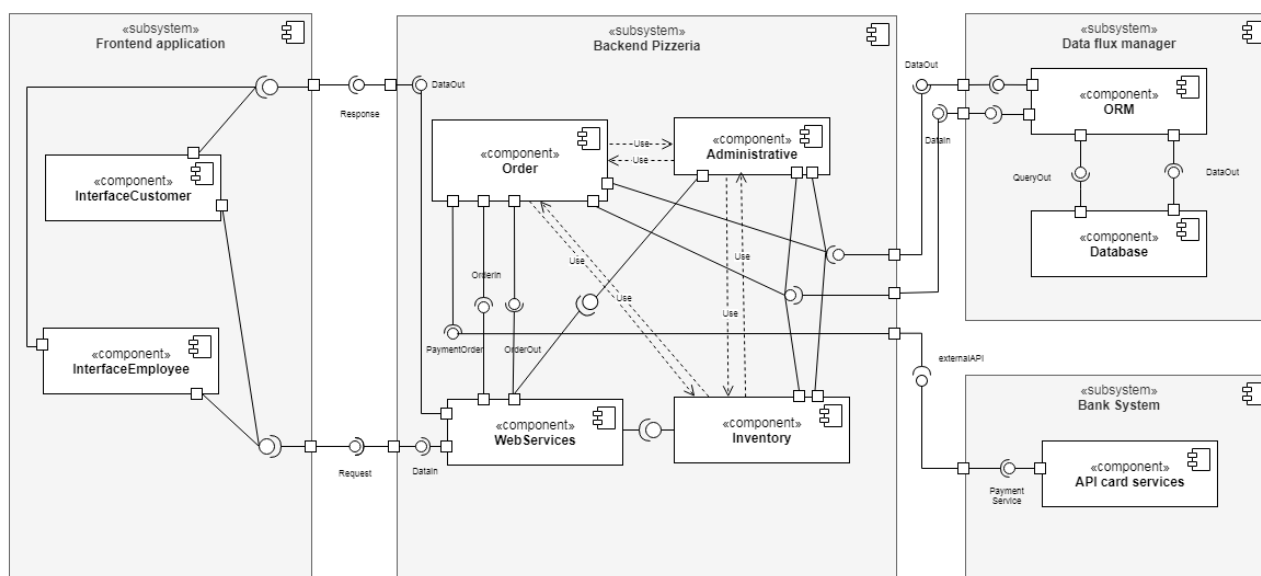 «subsystem»
Frontend application
«component»
InterfaceCustomer
«component»
InterfaceEmployee
Response
Request
«subsystem»
Backend Pizzeria
DataOut
«component»
Order
Use
Use
«component»
Administrative
OrderIn
Use
Use
Use
Use
PaymentOrder
OrderOut
«component»
WebServices
«component»
Inventory
DataIn
«subsystem»
Data flux manager
DataOut
DataIn
«component»
ORM
QueryOut
DataOut
«component»
Database
externalAPI
«subsystem»
Bank System
«component»
API card services
Payment
Service